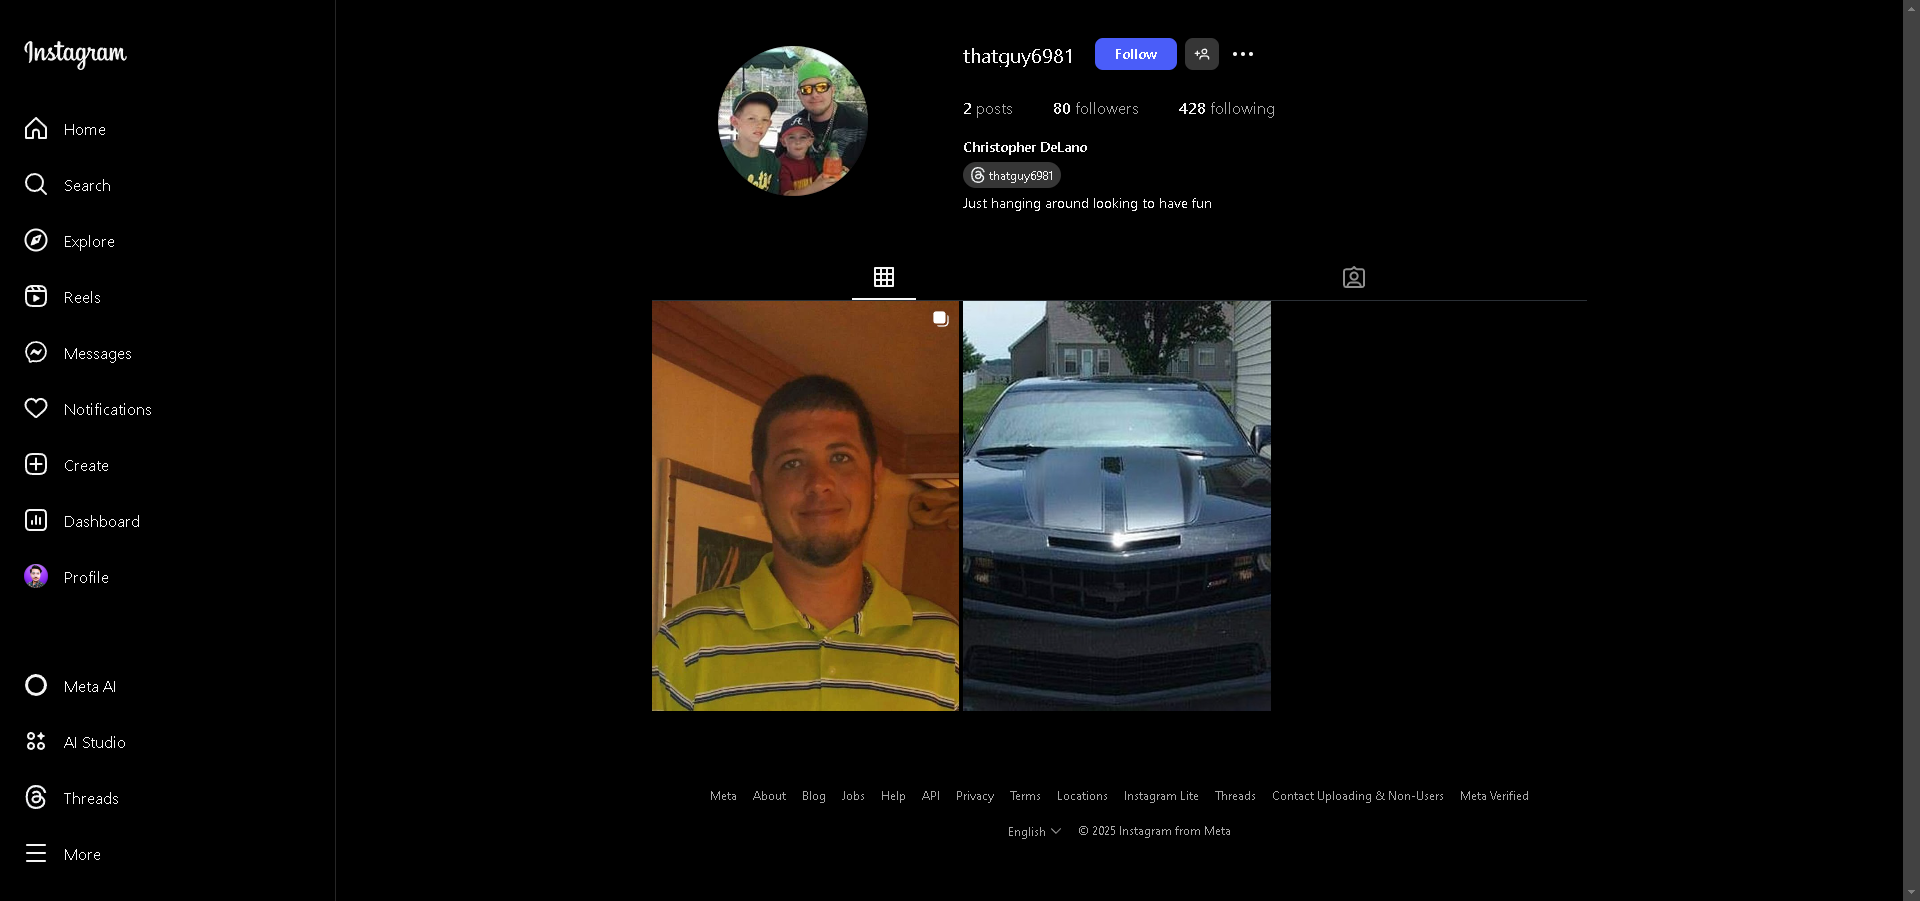 Instagram
Home
Search
Explore
Reels
Messages
Notifications
Create
Dashboard
Profile
Meta AI
AI Studio
Threads
More
thatguy6981
Follow
2 posts
80 followers
428 following
Christopher DeLano
thatguy6981
Just hanging around looking to have fun
Meta About Blog Jobs Help API Privacy Terms Locations Instagram Lite Threads Contact Uploading & Non-Users Meta Verified
English
© 2025 Instagram from Meta